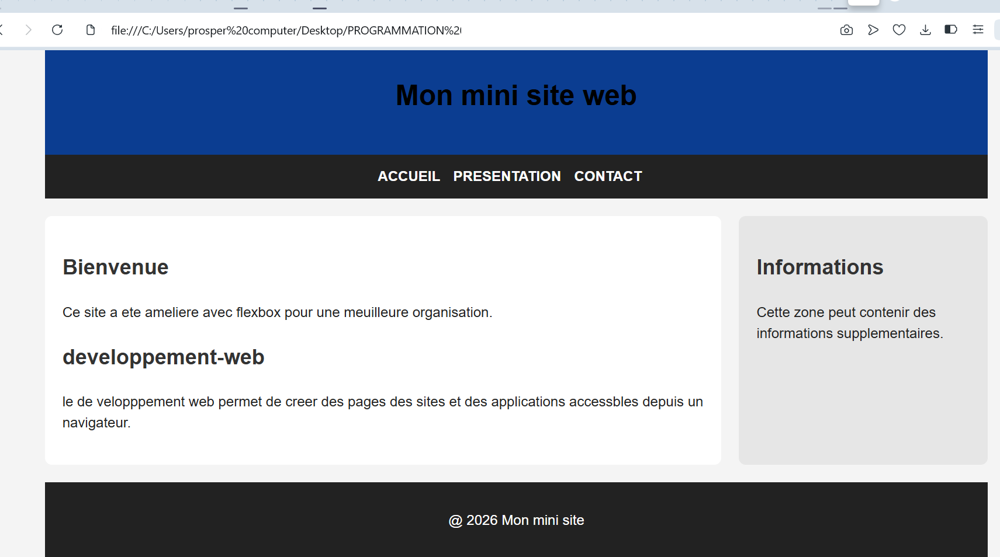 file:///C:/Users/prosper%20computer/Desktop/PROGRAMMATION%20
Mon mini site web
ACCUEIL PRESENTATION CONTACT
Bienvenue
Ce site a ete ameliere avec flexbox pour une meuilleure organisation.
developpement-web
le de velopppement web permet de creer des pages des sites et des applications accessbles depuis un
navigateur.
Informations
Cette zone peut contenir des
informations supplementaires.
@ 2026 Mon mini site